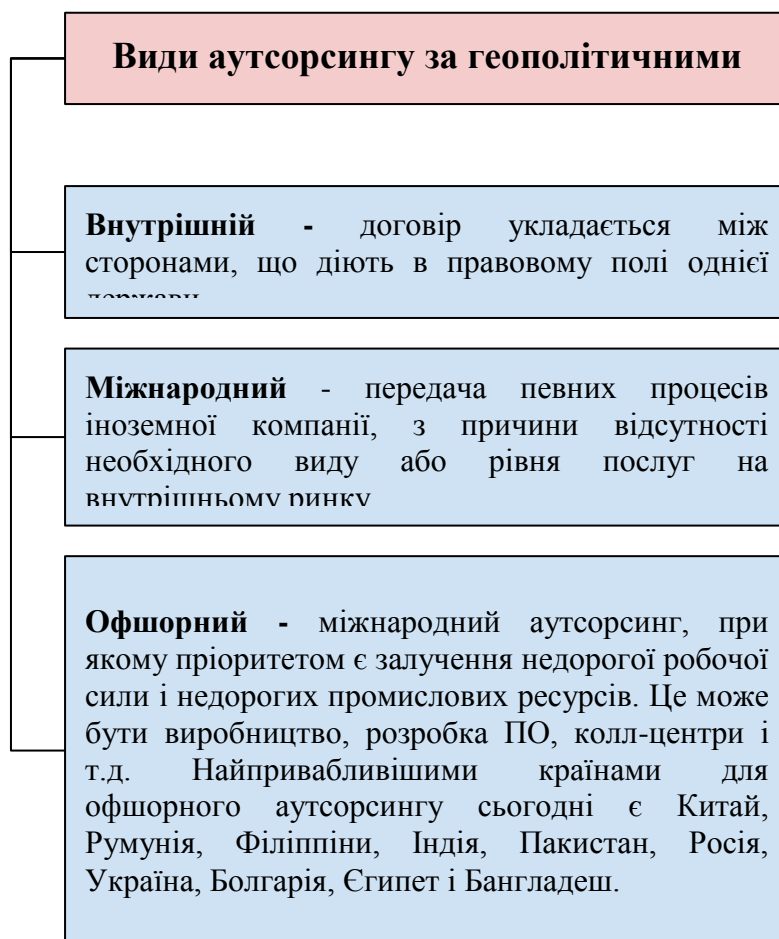 Види аутсорсингу за геополітичними
Внутрішній - договір укладається між
сторонами, що діють в правовому полі однієї
держави
Міжнародний - передача певних процесів
іноземної компанії, з причини відсутності
необхідного виду або рівня послуг на
внутрішньому ринку
Офшорний - міжнародний аутсорсинг, при
якому пріоритетом є залучення недорогої робочої
сили і недорогих промислових ресурсів. Це може
бути виробництво, розробка ПО, колл-центри і
т.д. Найпривабливішими країнами для
офшорного аутсорсингу сьогодні є Китай,
Румунія, Філіппіни, Індія, Пакистан, Росія,
Україна, Болгарія, Єгипет і Бангладеш.